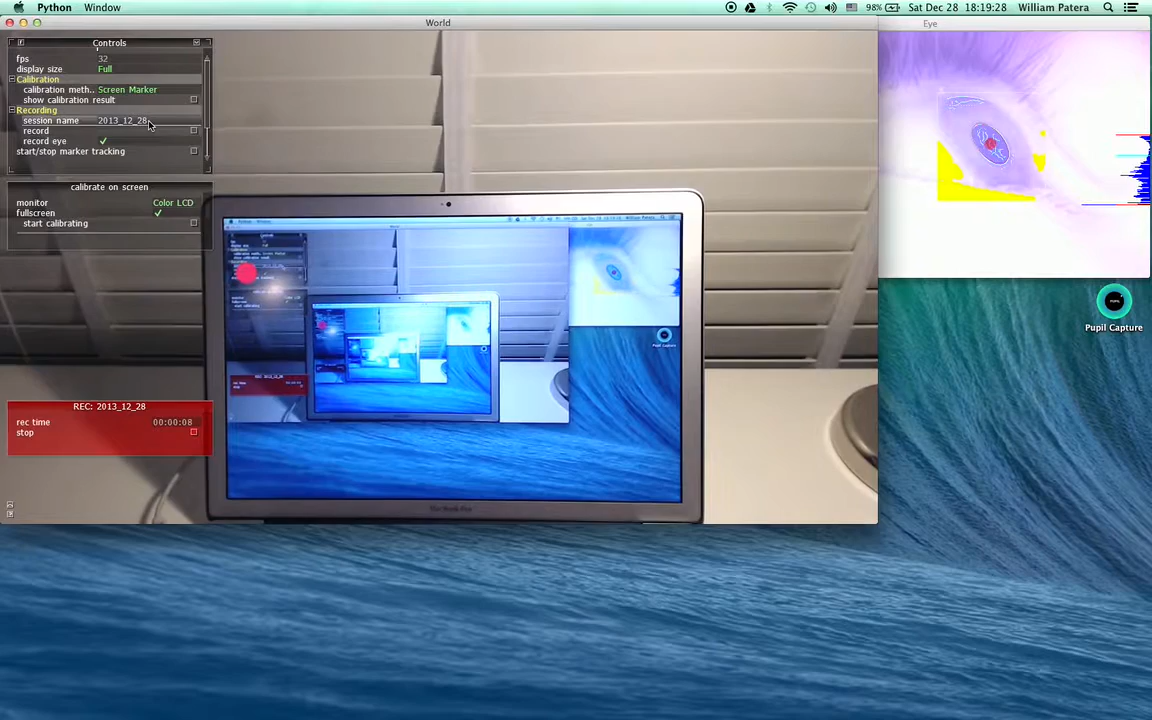 Python Window 98% Sat Dec 28 18:19:28 William Patera
World
Eye
Controls
fps 32
display size Full
Calibration
calibration meth.. Screen Marker
show calibration result
Recording
session name 2013_12_28
record
record eye
start/stop marker tracking
calibrate on screen
monitor Color LCD
fullscreen
start calibrating
REC: 2013_12_28
rec time 00:00:08
stop
PUPIL
Pupil Capture
MacBook Pro